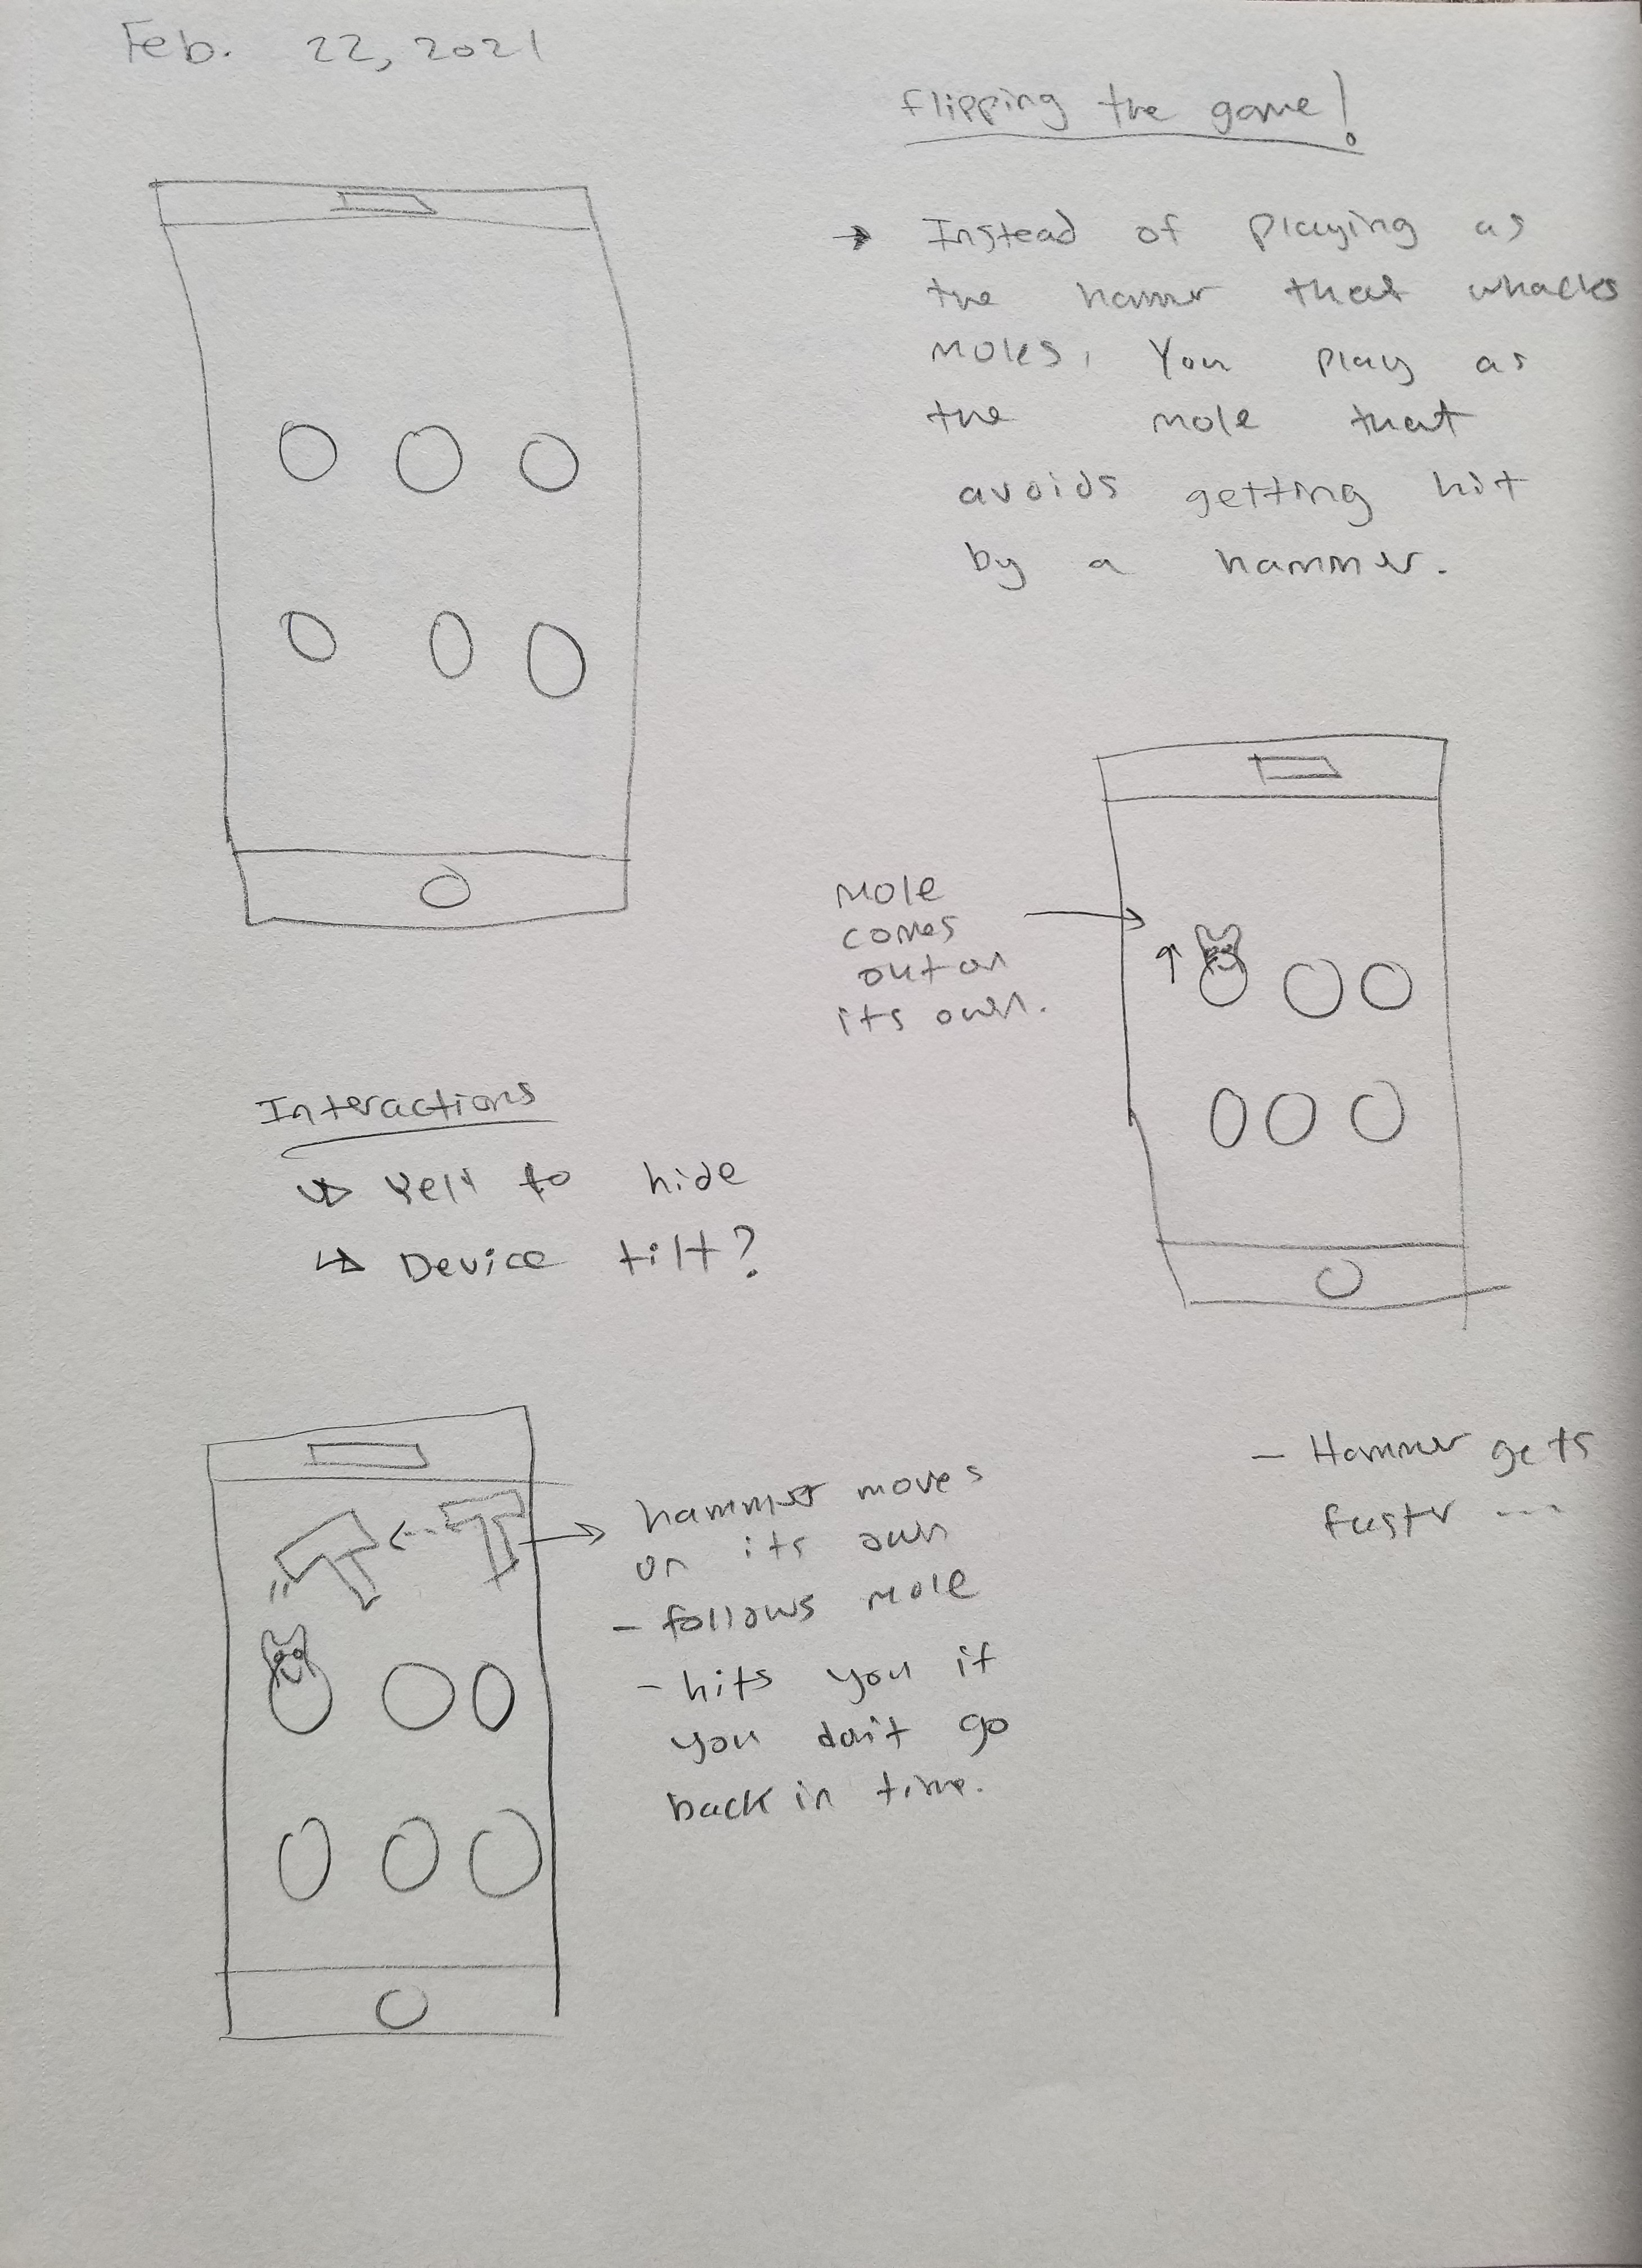 Feb. 22, 2021
flipping the game!
→ Instead of playing as
the hammr that whacks
moles, You play as
the mole that
avoids getting hit
by a hammer.
Mole
comes
out on
its own.
Interactions
↳ Yell to hide
↳ Device tilt?
hammer moves
on its own
- follows mole
- hits you if
you don't go
back in time.
- Hammer gets
faster ...